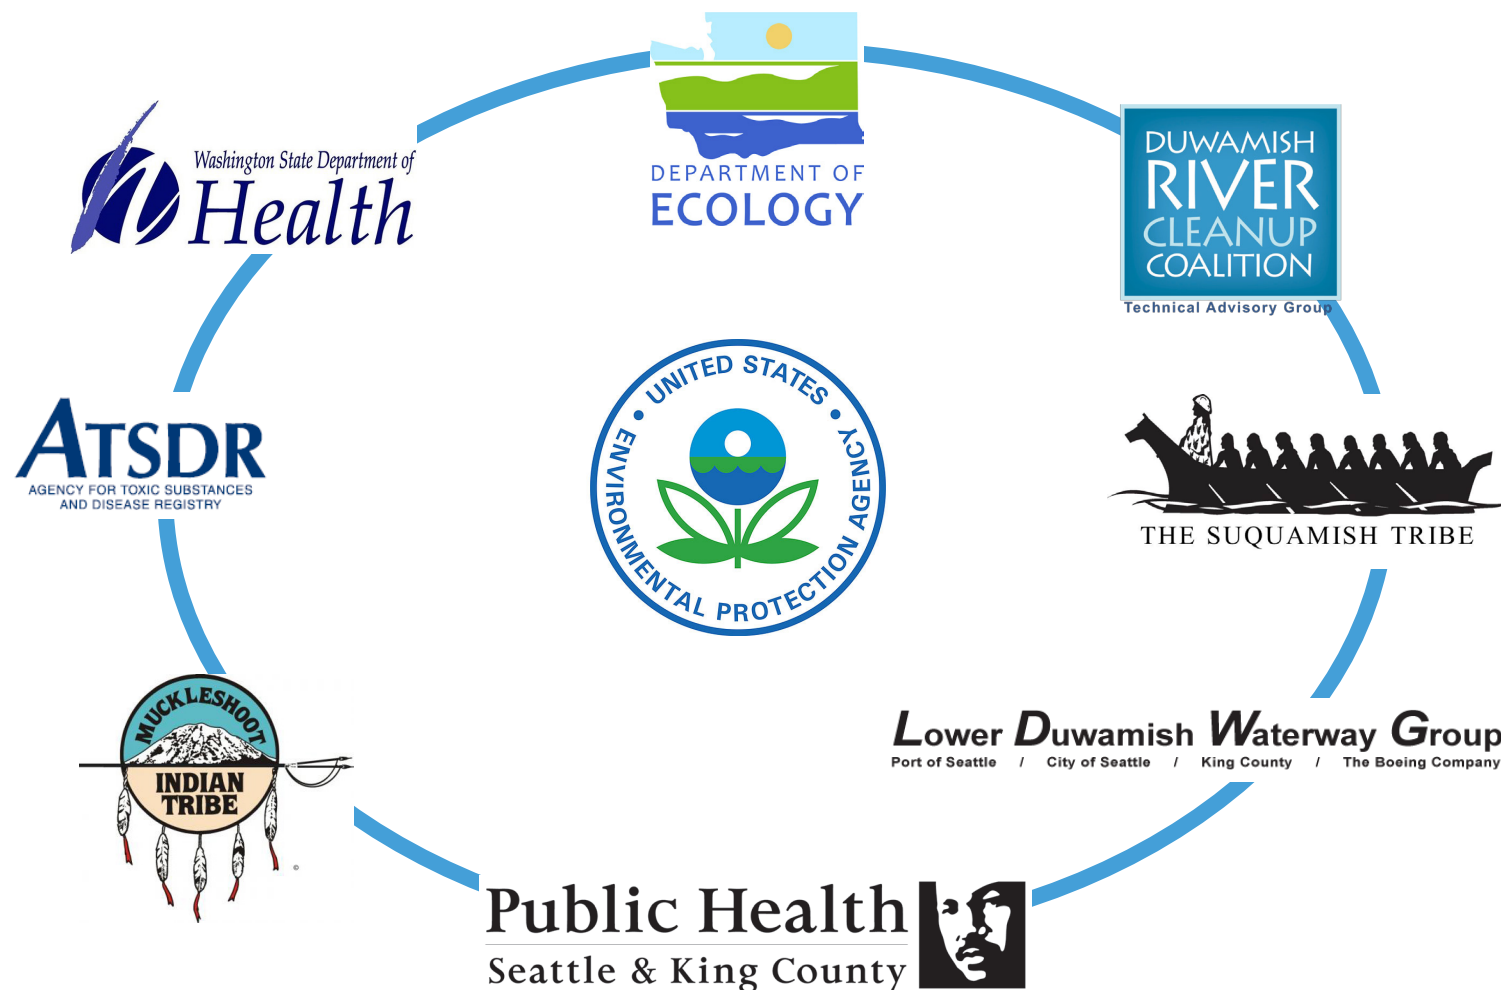 DEPARTMENT OF
ECOLOGY
Washington State Department of
Health
DUWAMISH
RIVER
CLEANUP
COALITION
Technical Advisory Group
UNITED STATES
ENVIRONMENTAL PROTECTION AGENCY
ATSDR
AGENCY FOR TOXIC SUBSTANCES
AND DISEASE REGISTRY
THE SUQUAMISH TRIBE
MUCKLESHOOT
INDIAN
TRIBE
©
Lower Duwamish Waterway Group
Port of Seattle / City of Seattle / King County / The Boeing Company
Public Health
Seattle & King County